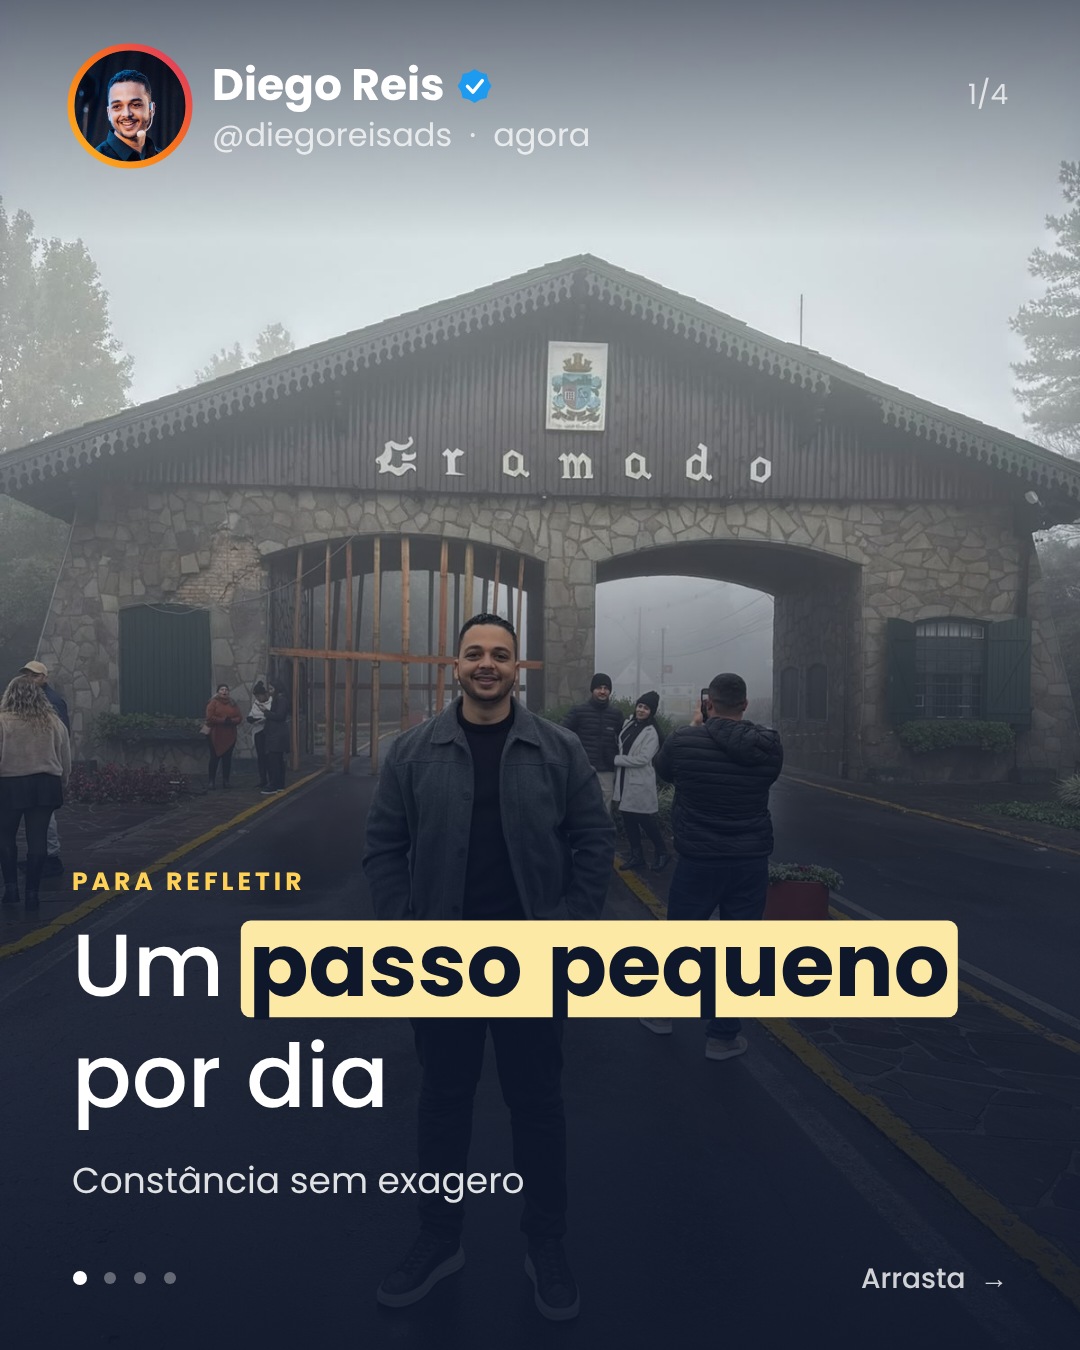 Diego Reis
@diegoreisads · agora
1/4
Gramado
PARA REFLETIR
Um passo pequeno
por dia
Constância sem exagero
Arrasta →